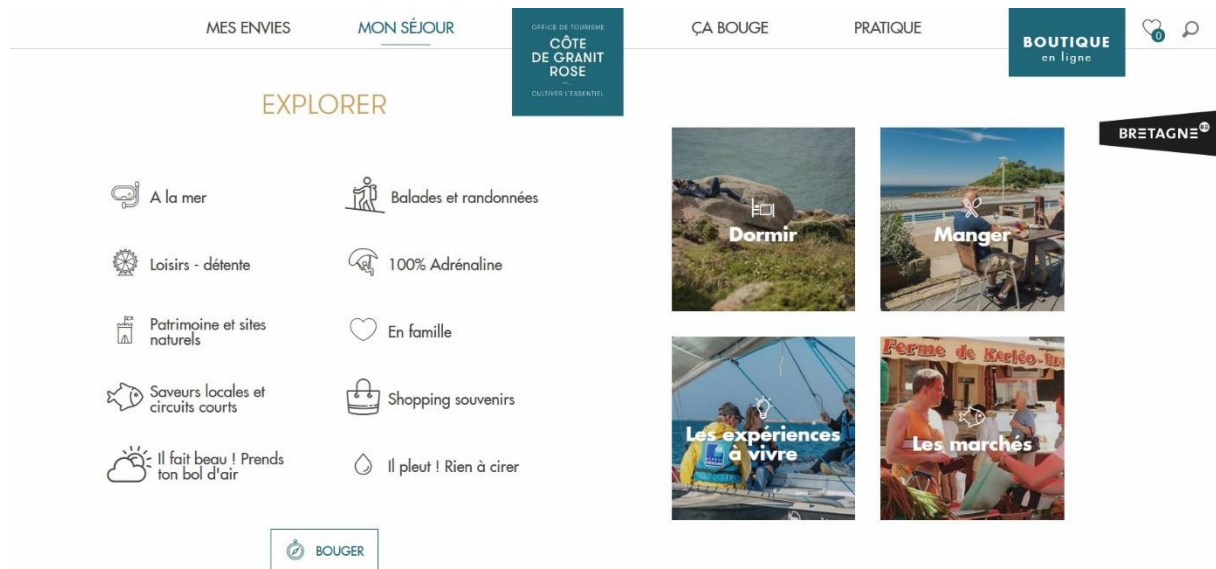 MES ENVIES
MON SÉJOUR
OFFICE DE TOURISME
CÔTE
DE GRANIT
ROSE
CULTIVER L'ESSENTIEL
ÇA BOUGE
PRATIQUE
BOUTIQUE
en ligne
0
BRETAGNE
EXPLORER
A la mer
Balades et randonnées
Loisirs - détente
100% Adrénaline
Patrimoine et sites
naturels
En famille
Saveurs locales et
circuits courts
Shopping souvenirs
Il fait beau ! Prends
ton bol d'air
Il pleut ! Rien à cirer
BOUGER
Dormir
Manger
Les expériences
à vivre
Ferme de
Les marchés